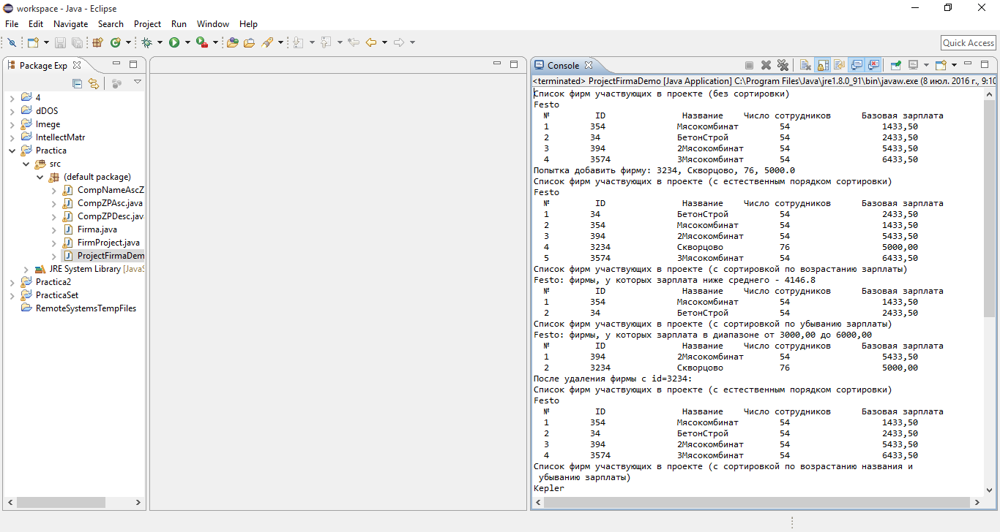 workspace - Java - Eclipse
File Edit Navigate Search Project Run Window Help
Quick Access
Package Exp
4
dDOS
Imege
IntellectMatr
Practica
src
(default package)
CompNameAscZ
CompZPAsc.java
CompZPDesc.jav
Firma.java
FirmProject.java
ProjectFirmaDem
JRE System Library [JavaS
Practica2
PracticaSet
RemoteSystemsTempFiles
Console
<terminated> ProjectFirmaDemo [Java Application] C:\Program Files\Java\jre1.8.0_91\bin\javaw.exe (8 июл. 2016 г., 9:10
Список фирм участвующих в проекте (без сортировки)
Festo
№ ID Название Число сотрудников Базовая зарплата
1 354 Мясокомбинат 54 1433,50
2 34 БетонСтрой 54 2433,50
3 394 2Мясокомбинат 54 5433,50
4 3574 3Мясокомбинат 54 6433,50
Попытка добавить фирму: 3234, Скворцово, 76, 5000.0
Список фирм участвующих в проекте (с естественным порядком сортировки)
Festo
№ ID Название Число сотрудников Базовая зарплата
1 34 БетонСтрой 54 2433,50
2 354 Мясокомбинат 54 1433,50
3 394 2Мясокомбинат 54 5433,50
4 3234 Скворцово 76 5000,00
5 3574 3Мясокомбинат 54 6433,50
Список фирм участвующих в проекте (с сортировкой по возрастанию зарплаты)
Festo: фирмы, у которых зарплата ниже среднего - 4146.8
№ ID Название Число сотрудников Базовая зарплата
1 354 Мясокомбинат 54 1433,50
2 34 БетонСтрой 54 2433,50
Список фирм участвующих в проекте (с сортировкой по убыванию зарплаты)
Festo: фирмы, у которых зарплата в диапазоне от 3000,00 до 6000,00
№ ID Название Число сотрудников Базовая зарплата
1 394 2Мясокомбинат 54 5433,50
2 3234 Скворцово 76 5000,00
После удаления фирмы с id=3234:
Список фирм участвующих в проекте (с естественным порядком сортировки)
Festo
№ ID Название Число сотрудников Базовая зарплата
1 354 Мясокомбинат 54 1433,50
2 34 БетонСтрой 54 2433,50
3 394 2Мясокомбинат 54 5433,50
4 3574 3Мясокомбинат 54 6433,50
Список фирм участвующих в проекте (с сортировкой по возрастанию названия и
убыванию зарплаты)
Kepler